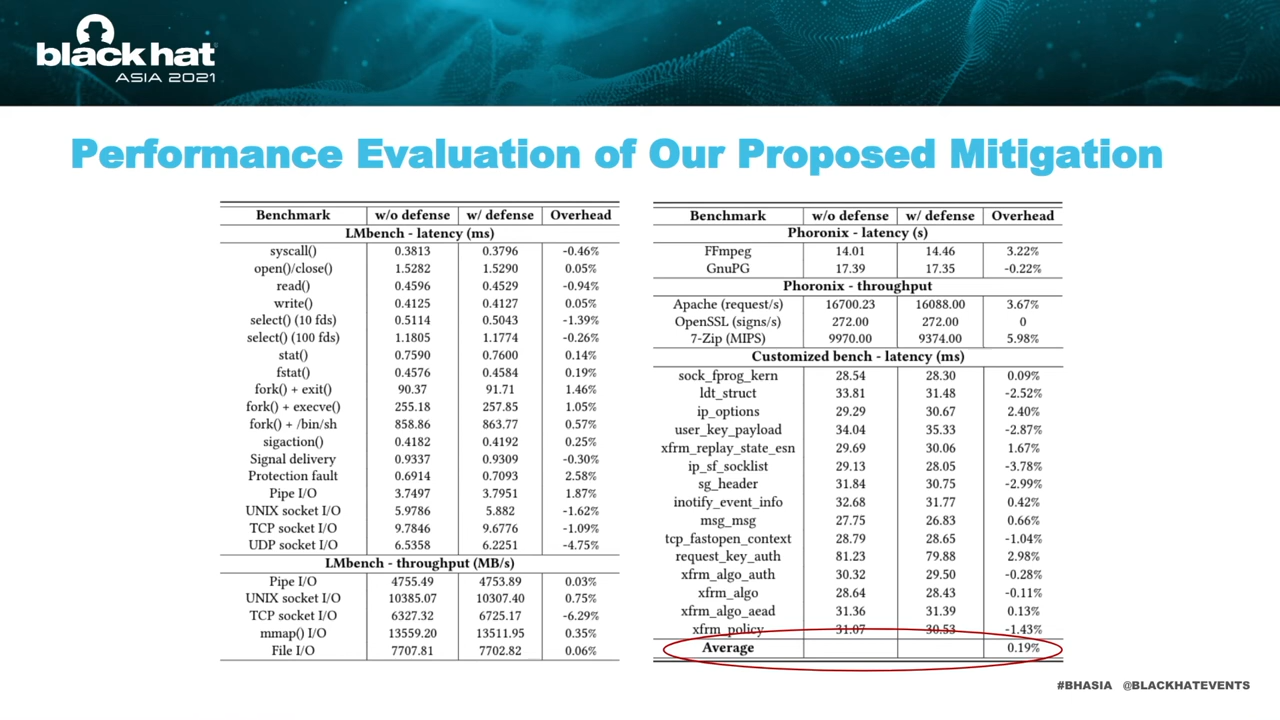 black hat
ASIA 2021
Performance Evaluation of Our Proposed Mitigation
Benchmark w/o defense w/ defense Overhead
LMbench - latency (ms)
syscall() 0.3813 0.3796 -0.46%
open()/close() 1.5282 1.5290 0.05%
read() 0.4596 0.4529 -0.94%
write() 0.4125 0.4127 0.05%
select() (10 fds) 0.5114 0.5043 -1.39%
select() (100 fds) 1.1805 1.1774 -0.26%
stat() 0.7590 0.7600 0.14%
fstat() 0.4576 0.4584 0.19%
fork() + exit() 90.37 91.71 1.46%
fork() + execve() 255.18 257.85 1.05%
fork() + /bin/sh 858.86 863.77 0.57%
sigaction() 0.4182 0.4192 0.25%
Signal delivery 0.9337 0.9309 -0.30%
Protection fault 0.6914 0.7093 2.58%
Pipe I/O 3.7497 3.7951 1.87%
UNIX socket I/O 5.9786 5.882 -1.62%
TCP socket I/O 9.7846 9.6776 -1.09%
UDP socket I/O 6.5358 6.2251 -4.75%
LMbench - throughput (MB/s)
Pipe I/O 4755.49 4753.89 0.03%
UNIX socket I/O 10385.07 10307.40 0.75%
TCP socket I/O 6327.32 6725.17 -6.29%
mmap() I/O 13559.20 13511.95 0.35%
File I/O 7707.81 7702.82 0.06%
Benchmark w/o defense w/ defense Overhead
Phoronix - latency (s)
FFmpeg 14.01 14.46 3.22%
GnuPG 17.39 17.35 -0.22%
Phoronix - throughput
Apache (request/s) 16700.23 16088.00 3.67%
OpenSSL (signs/s) 272.00 272.00 0
7-Zip (MIPS) 9970.00 9374.00 5.98%
Customized bench - latency (ms)
sock_fprog_kern 28.54 28.30 0.09%
ldt_struct 33.81 31.48 -2.52%
ip_options 29.29 30.67 2.40%
user_key_payload 34.04 35.33 -2.87%
xfrm_replay_state_esn 29.69 30.06 1.67%
ip_sf_socklist 29.13 28.05 -3.78%
sg_header 31.84 30.75 -2.99%
inotify_event_info 32.68 31.77 0.42%
msg_msg 27.75 26.83 0.66%
tcp_fastopen_context 28.79 28.65 -1.04%
request_key_auth 81.23 79.88 2.98%
xfrm_algo_auth 30.32 29.50 -0.28%
xfrm_algo 28.64 28.43 -0.11%
xfrm_algo_aead 31.36 31.39 0.13%
xfrm_policy 31.07 30.53 -1.43%
Average 0.19%
#BHASIA @BLACKHATEVENTS